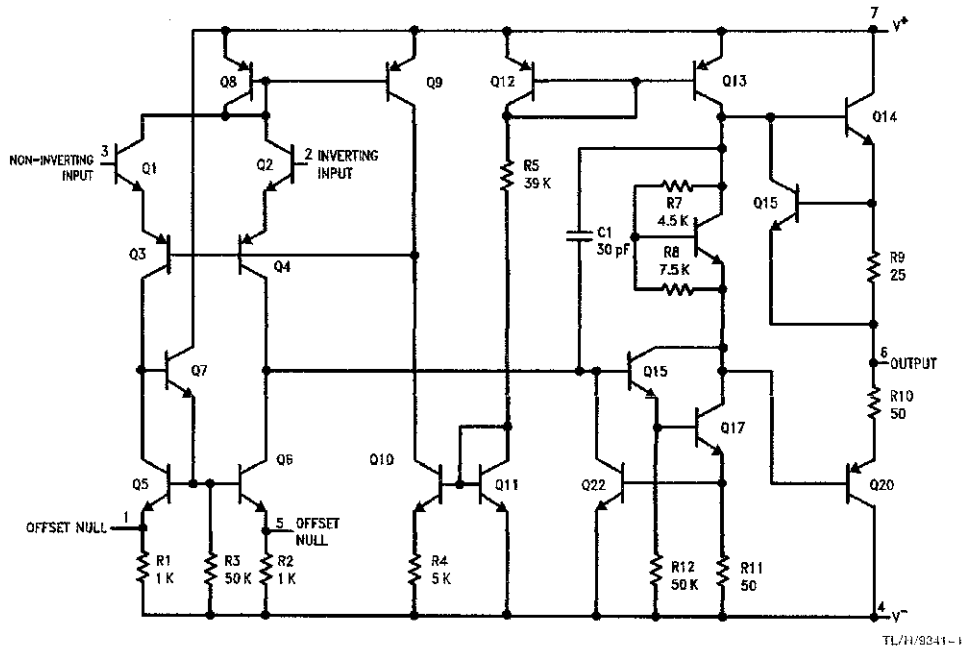 7 V+
Q8
Q9
Q12
Q13
Q14
3
NON-INVERTING
INPUT
Q1
Q2
2 INVERTING
INPUT
R5
39 K
R7
4.5 K
Q15
Q3
Q4
C1
30 pF
R8
7.5 K
R9
25
6
OUTPUT
Q7
Q15
R10
50
Q17
Q5
Q6
Q10
Q11
Q22
Q20
OFFSET NULL
1
5 OFFSET
NULL
R1
1 K
R3
50 K
R2
1 K
R4
5 K
R12
50 K
R11
50
4
V-
TL/H/9341-1